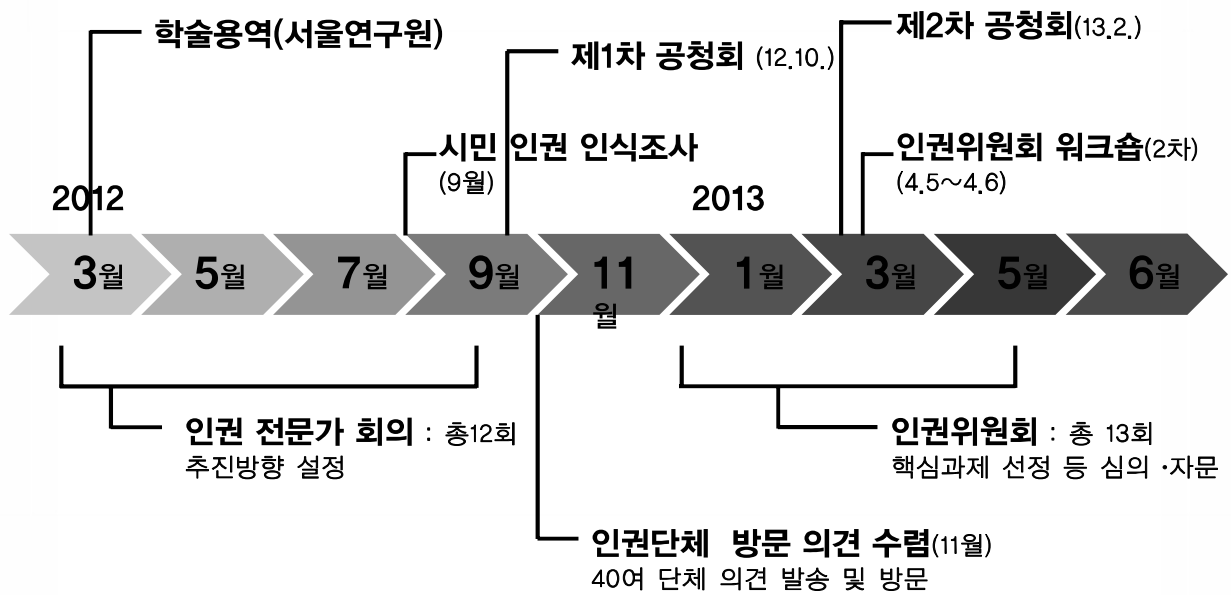 학술용역(서울연구원)
제1차 공청회 (12.10.)
제2차 공청회(13.2.)
시민 인권 인식조사
(9월)
인권위원회 워크숍(2차)
(4.5~4.6)
2012
2013
3월
5월
7월
9월
11
월
1월
3월
5월
6월
인권 전문가 회의 : 총12회
추진방향 설정
인권위원회 : 총 13회
핵심과제 선정 등 심의 ·자문
인권단체 방문 의견 수렴(11월)
40여 단체 의견 발송 및 방문